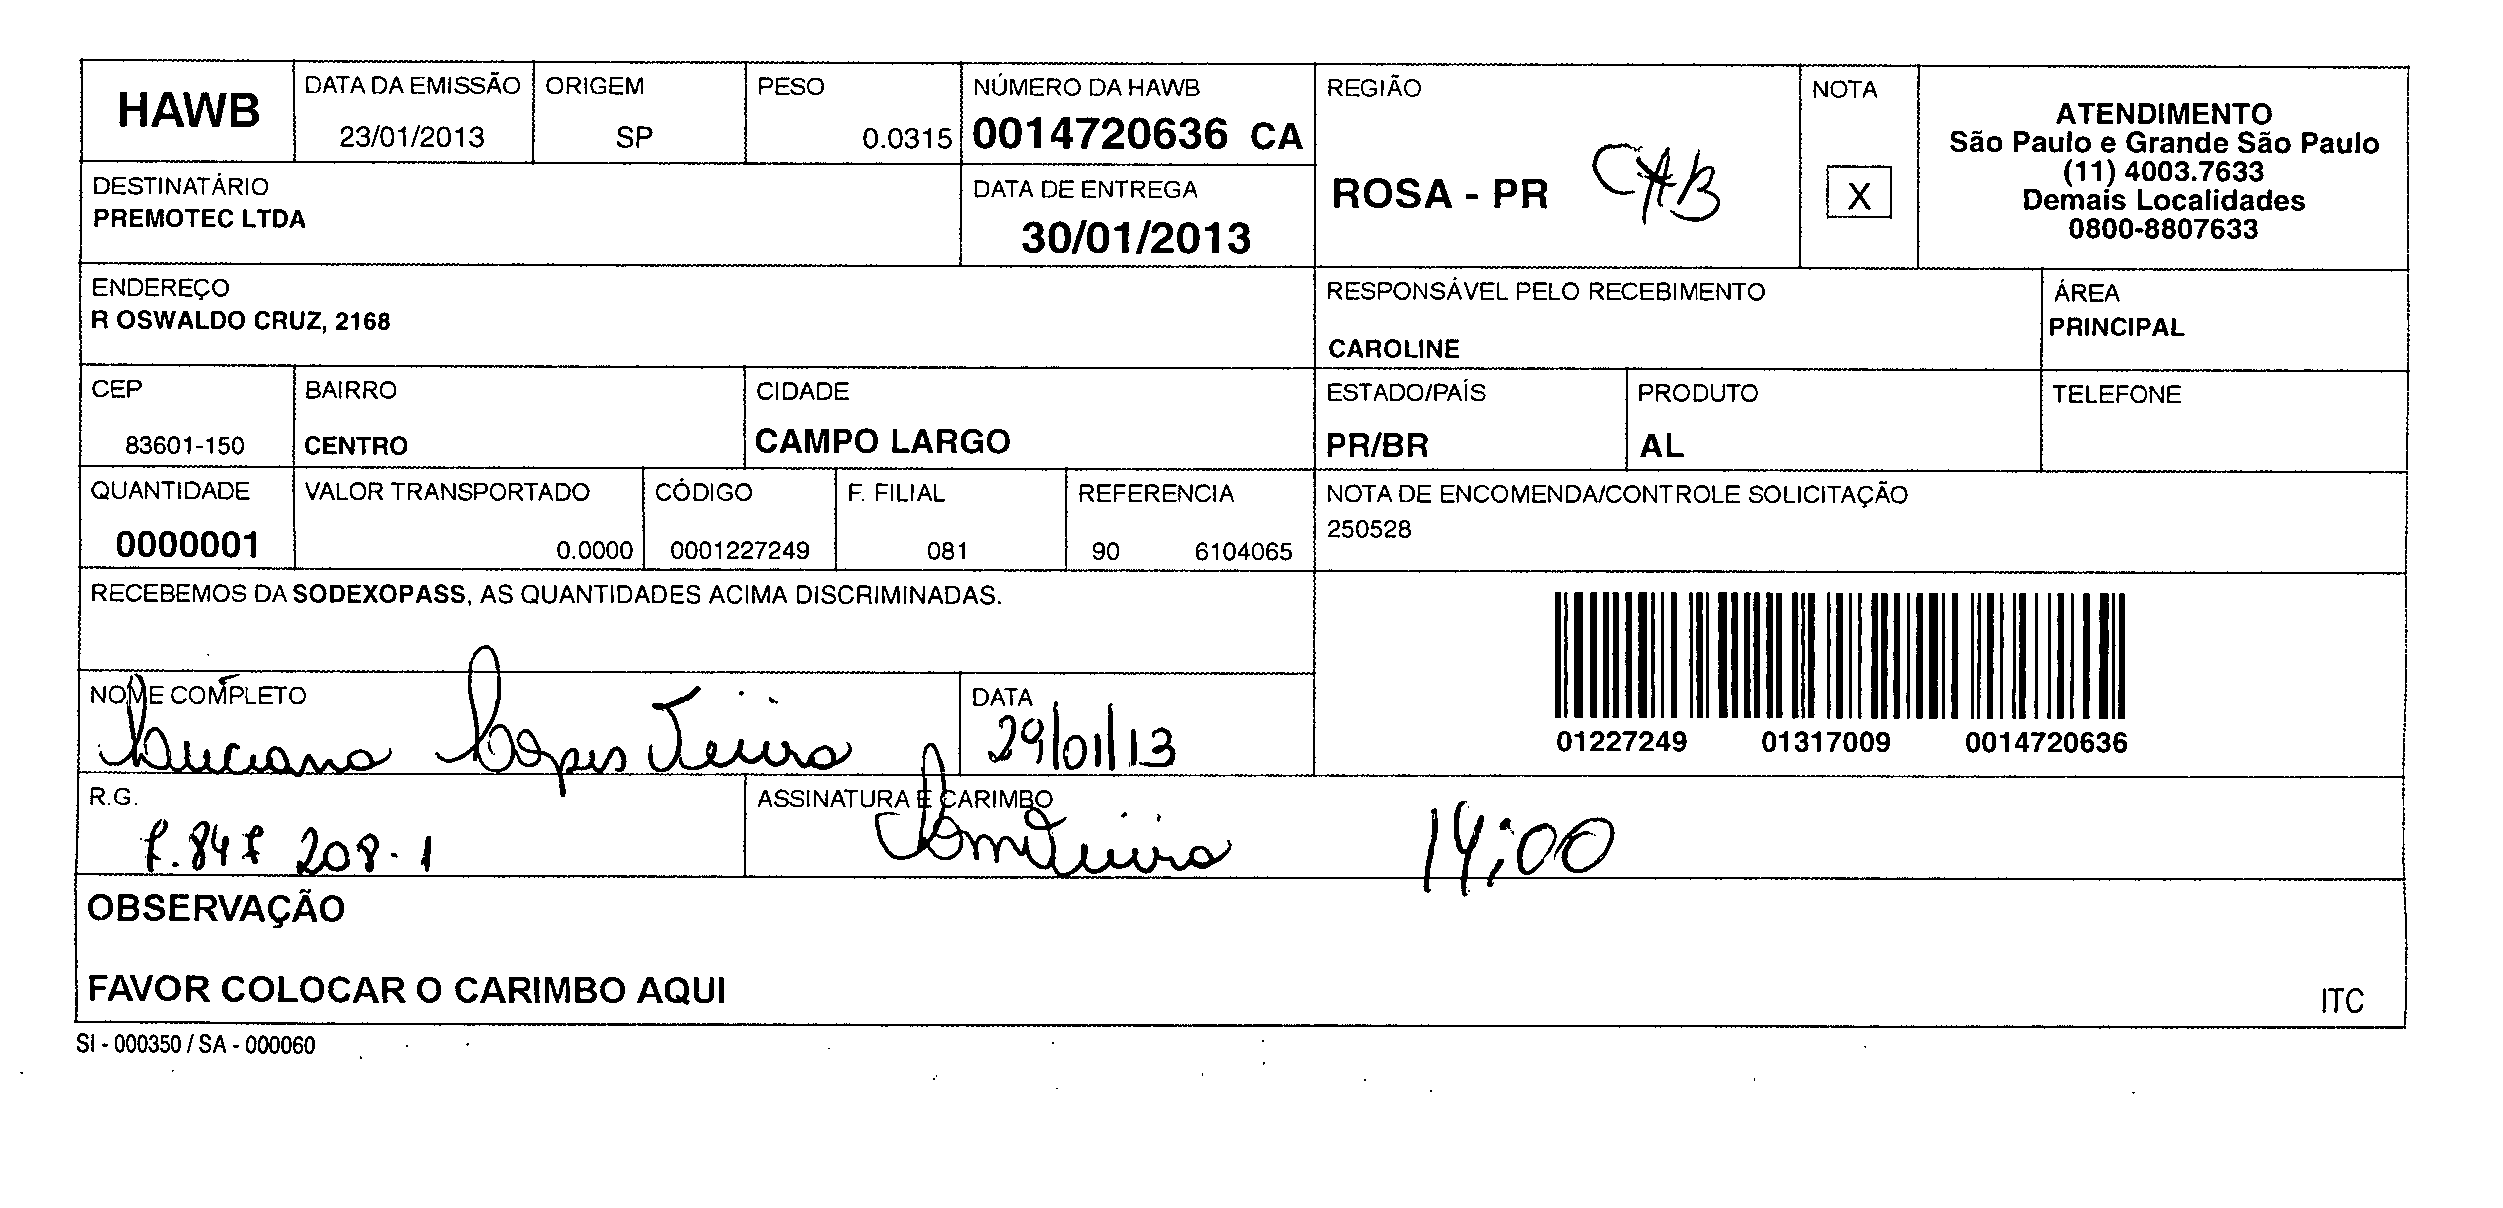 HAWB
DATA DA EMISSÃO
23/01/2013
ORIGEM
SP
PESO
0.0315
NÚMERO DA HAWB
0014720636 CA
REGIÃO
ROSA - PR
CAB
NOTA
X
ATENDIMENTO
São Paulo e Grande São Paulo
(11) 4003.7633
Demais Localidades
0800-8807633
DESTINATÁRIO
PREMOTEC LTDA
DATA DE ENTREGA
30/01/2013
ENDEREÇO
R OSWALDO CRUZ, 2168
RESPONSÁVEL PELO RECEBIMENTO
CAROLINE
ÁREA
PRINCIPAL
CEP
83601-150
BAIRRO
CENTRO
CIDADE
CAMPO LARGO
ESTADO/PAÍS
PR/BR
PRODUTO
AL
TELEFONE
QUANTIDADE
0000001
VALOR TRANSPORTADO
0.0000
CÓDIGO
0001227249
F. FILIAL
081
REFERENCIA
90 6104065
NOTA DE ENCOMENDA/CONTROLE SOLICITAÇÃO
250528
RECEBEMOS DA SODEXOPASS, AS QUANTIDADES ACIMA DISCRIMINADAS.
01227249 01317009 0014720636
NOME COMPLETO
Luciana Lopes Vieira
DATA
29/01/13
R.G.
7.847 208-1
ASSINATURA E CARIMBO
14:00
OBSERVAÇÃO
FAVOR COLOCAR O CARIMBO AQUI
ITC
SI - 000350 / SA - 000060